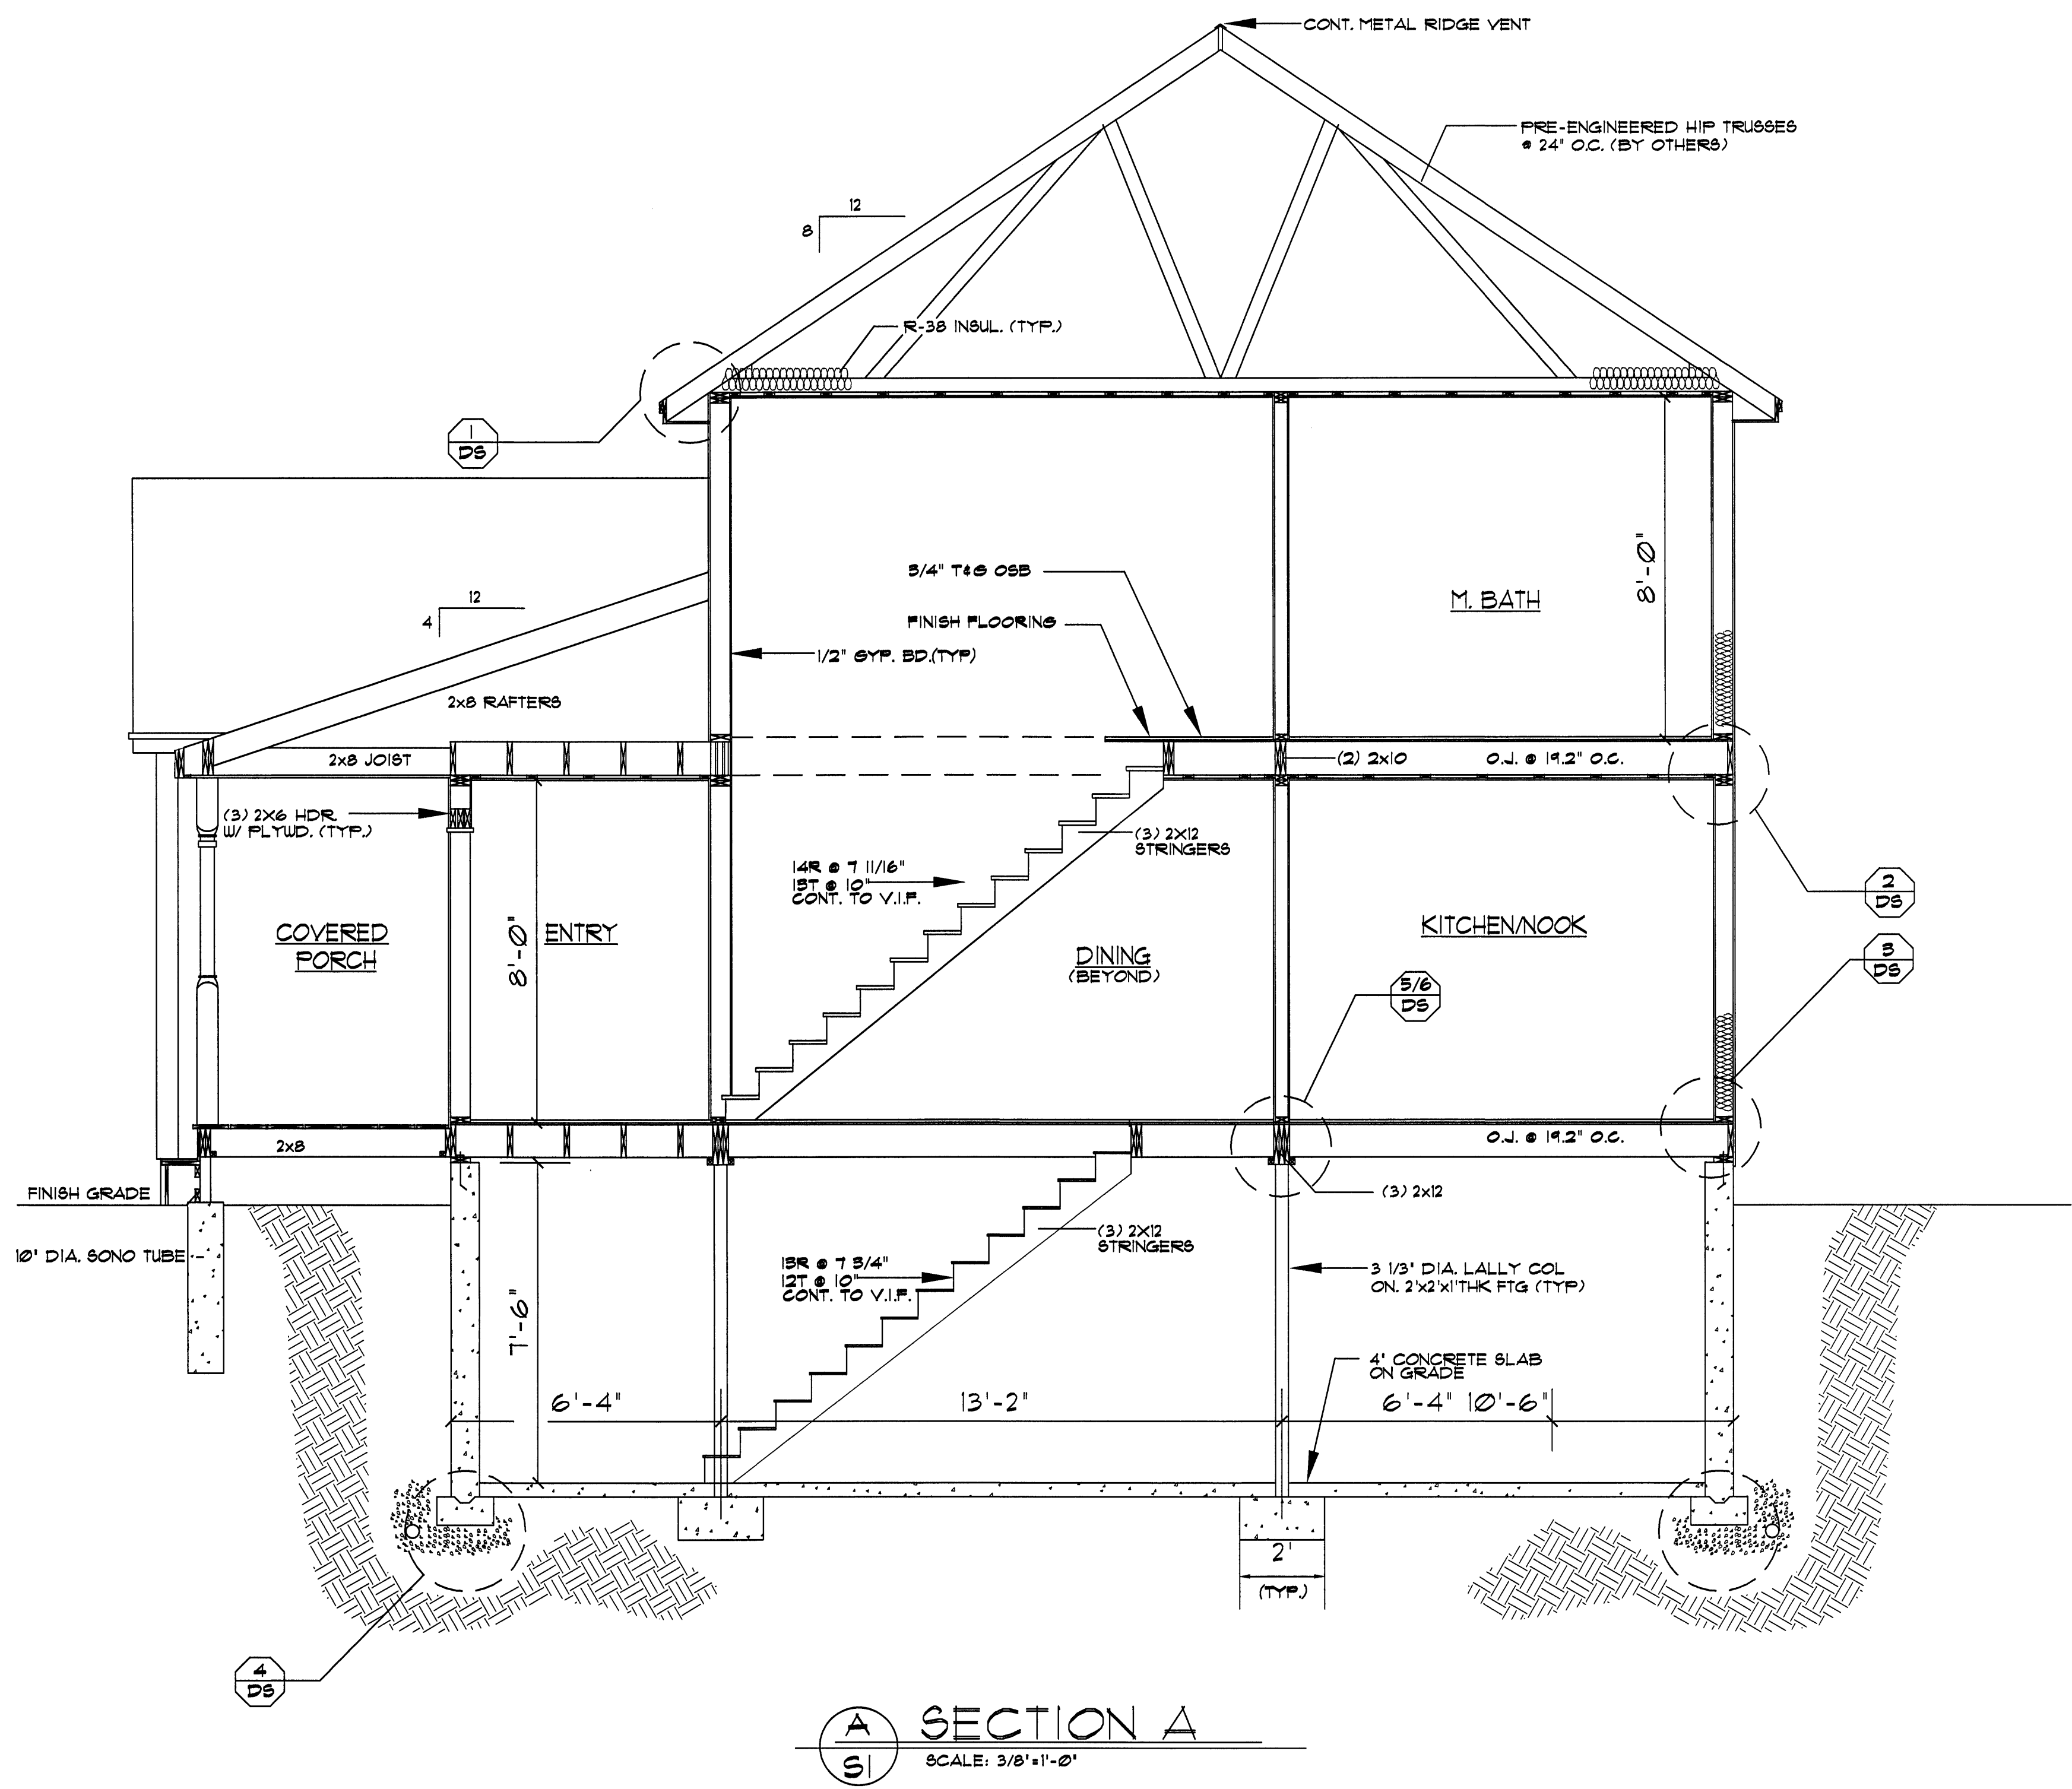 CONT. METAL RIDGE VENT
PRE-ENGINEERED HIP TRUSSES
@ 24" O.C. (BY OTHERS)
12
8
R-38 INSUL. (TYP.)
1
DS
8'-0"
3/4" T&G OSB
M. BATH
12
4
FINISH FLOORING
1/2" GYP. BD.(TYP)
2x8 RAFTERS
2x8 JOIST
(2) 2x10
O.J. @ 19.2" O.C.
(3) 2X6 HDR.
W/ PLYWD. (TYP.)
(3) 2X12
STRINGERS
14R @ 7 11/16"
13T @ 10"
CONT. TO V.I.F.
2
DS
COVERED
PORCH
8'-0"
ENTRY
KITCHEN/NOOK
DINING
(BEYOND)
3
DS
5/6
DS
2x8
O.J. @ 19.2" O.C.
FINISH GRADE
(3) 2x12
10" DIA. SONO TUBE
(3) 2X12
STRINGERS
13R @ 7 3/4"
12T @ 10"
CONT. TO V.I.F.
3 1/3" DIA. LALLY COL
ON. 2'x2'x1'THK FTG (TYP)
7'-6"
4" CONCRETE SLAB
ON GRADE
6'-4"
13'-2"
6'-4" 10'-6"
2'
(TYP.)
4
DS
A
S1
SECTION A
SCALE: 3/8"=1'-0"